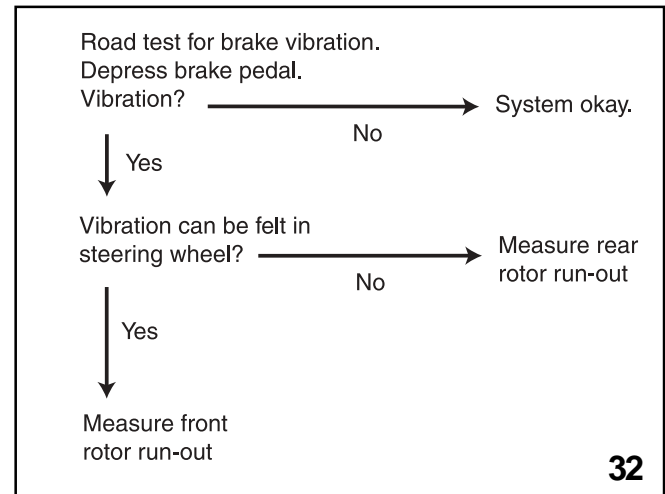 Road test for brake vibration.
Depress brake pedal.
Vibration?
System okay.
No
Yes
Vibration can be felt in
steering wheel?
Measure rear
rotor run-out
No
Yes
Measure front
rotor run-out
32